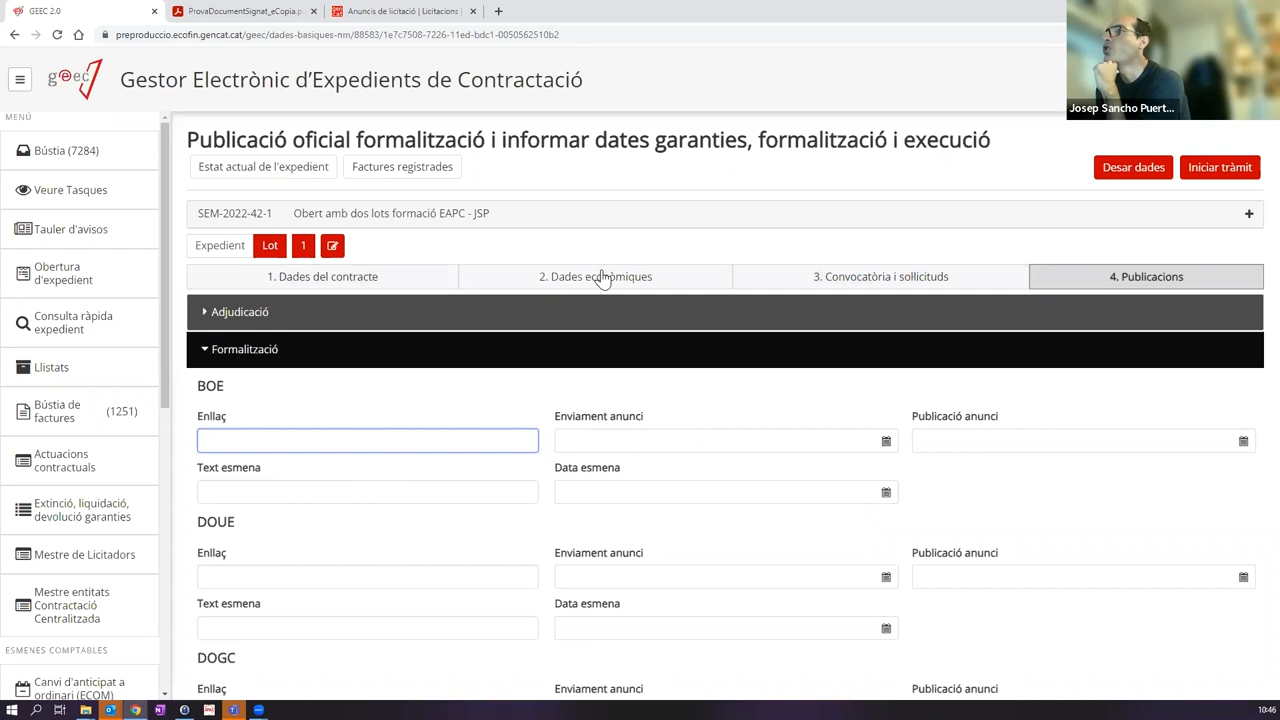 GEEC 2.0
ProvaDocumentSignat_eCopia.p
Anuncis de licitació | Licitacions
preproduccio.ecofin.gencat.cat/geec/dades-basiques-nm/88583/1e7c7508-7226-11ed-bdc1-0050562510b2
Josep Sancho Puert...
geec
Gestor Electrònic d'Expedients de Contractació
MENÚ
Bústia (7284)
Veure Tasques
Tauler d'avisos
Obertura
d'expedient
Consulta ràpida
expedient
Llistats
Bústia de
factures
(1251)
Actuacions
contractuals
Extinció, liquidació,
devolució garanties
Mestre de Licitadors
Mestre entitats
Contractació
Centralitzada
ESMENES COMPTABLES
Canvi d'anticipat a
ordinari (ECOM)
Publicació oficial formalització i informar dates garanties, formalització i execució
Estat actual de l'expedient
Factures registrades
Desar dades
Iniciar tràmit
SEM-2022-42-1 Obert amb dos lots formació EAPC - JSP
Expedient Lot 1
1. Dades del contracte
2. Dades econòmiques
3. Convocatòria i sol·licituds
4. Publicacions
Adjudicació
Formalització
BOE
Enllaç Enviament anunci Publicació anunci
Text esmena Data esmena
DOUE
Enllaç Enviament anunci Publicació anunci
Text esmena Data esmena
DOGC
Enllaç Enviament anunci Publicació anunci
10:46